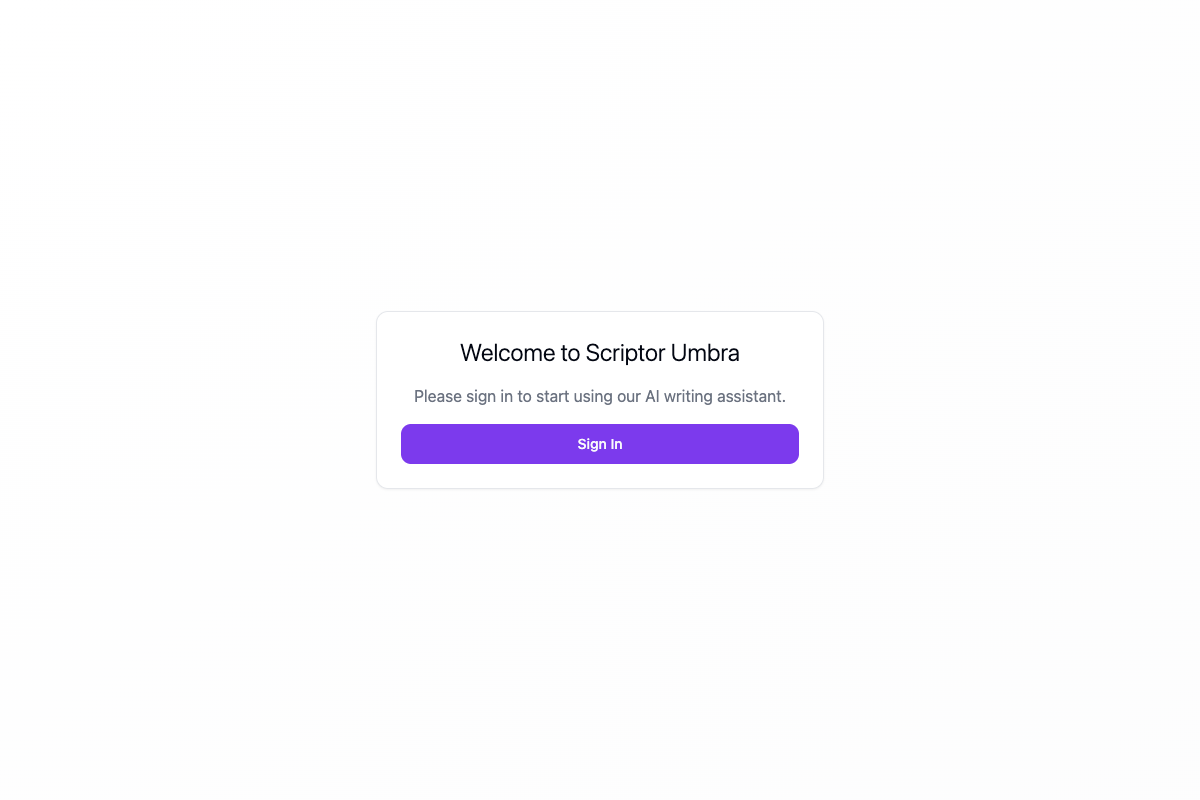 Welcome to Scriptor Umbra
Please sign in to start using our AI writing assistant.
Sign In